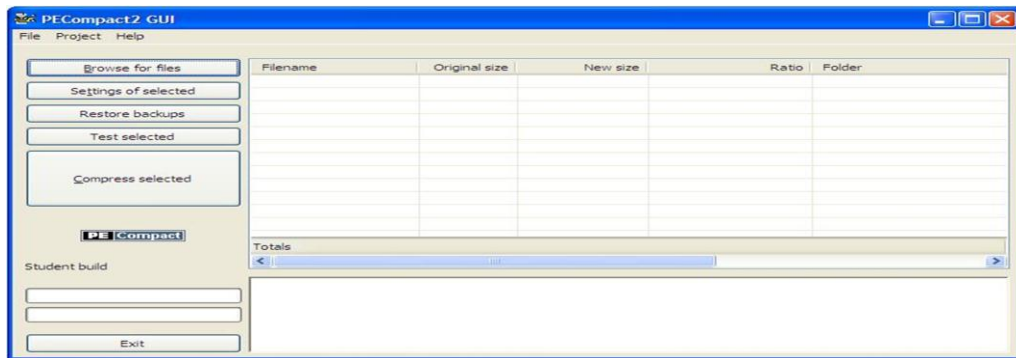 PECompact2 GUI
File Project Help
Browse for files
Settings of selected
Restore backups
Test selected
Compress selected
PE Compact
Student build
Exit
Filename Original size New size Ratio Folder
Totals